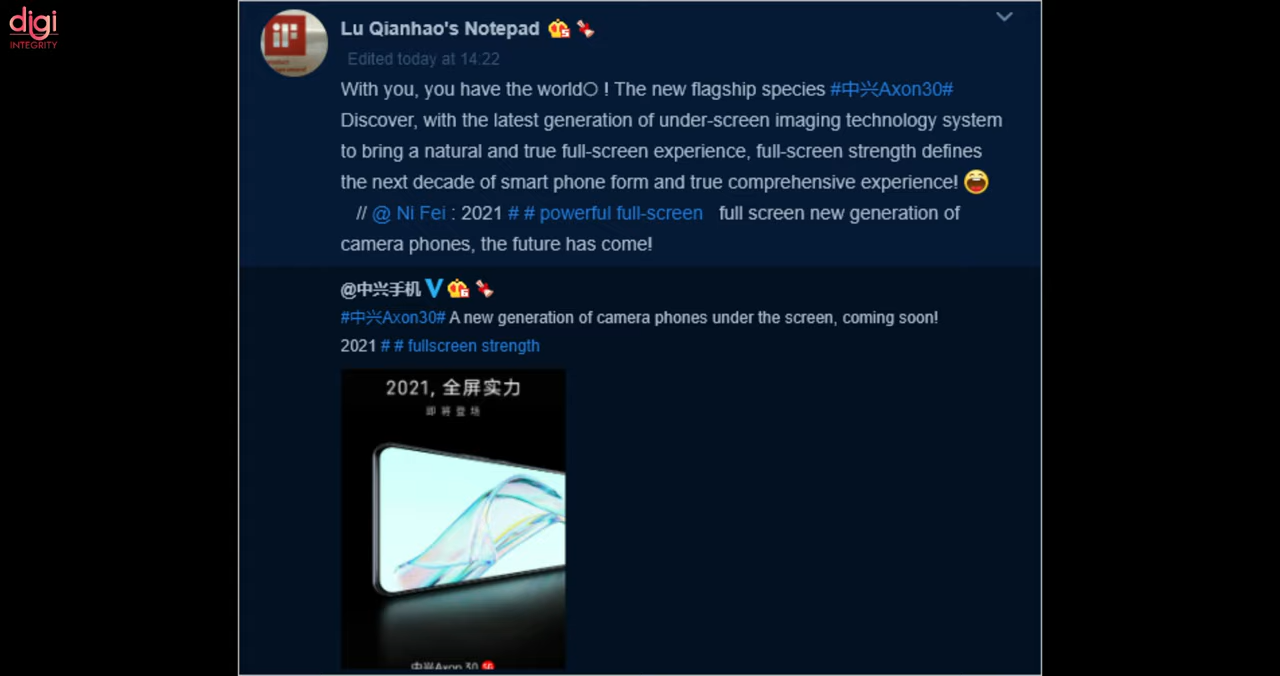 digi
INTEGRITY
iF
Lu Qianhao's Notepad
Edited today at 14:22
With you, you have the world〇 ! The new flagship species #中兴Axon30#
Discover, with the latest generation of under-screen imaging technology system
to bring a natural and true full-screen experience, full-screen strength defines
the next decade of smart phone form and true comprehensive experience!
// @ Ni Fei : 2021 # # powerful full-screen full screen new generation of
camera phones, the future has come!
@中兴手机
#中兴Axon30# A new generation of camera phones under the screen, coming soon!
2021 # # fullscreen strength
2021, 全屏实力
即将登场
中兴Axon 30 5G